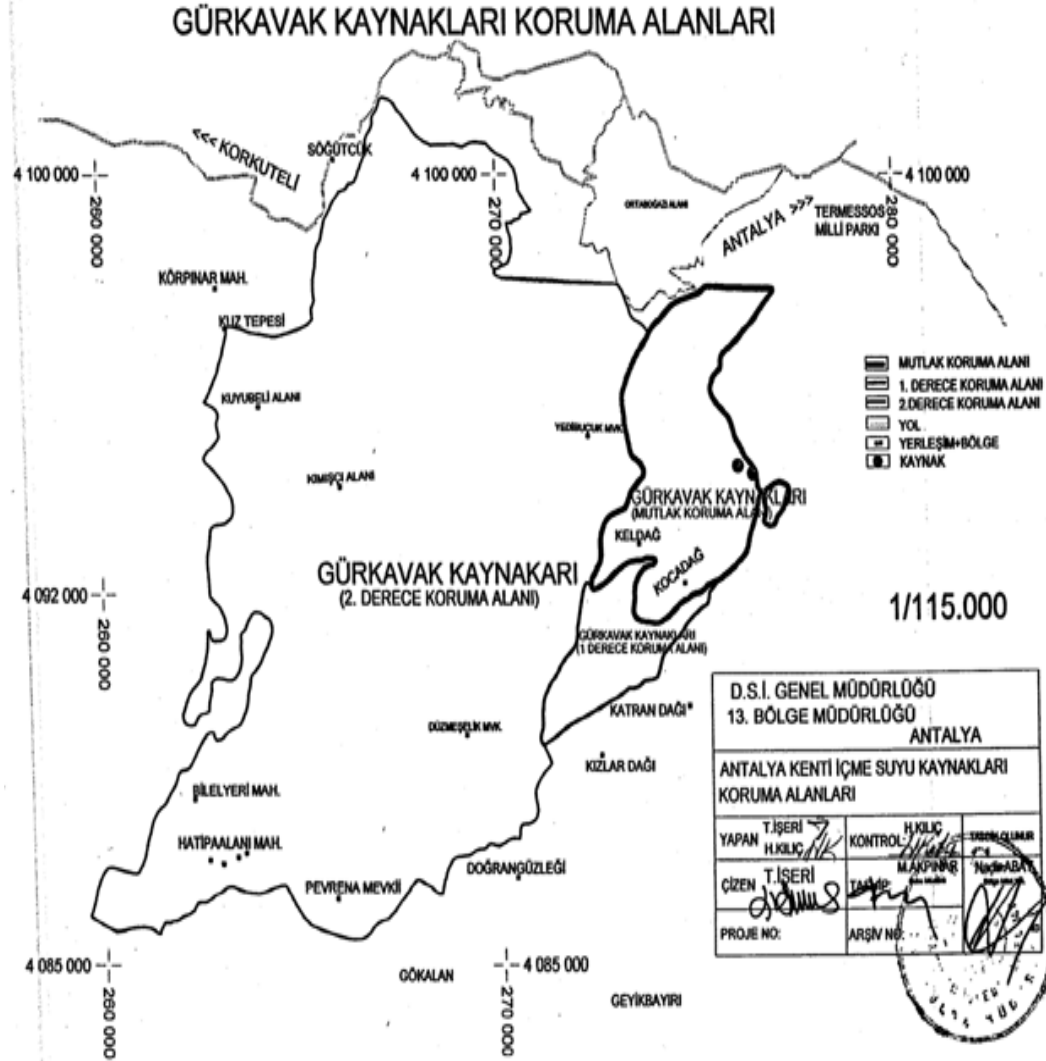 GÜRKAVAK KAYNAKLARI KORUMA ALANLARI
<<< KORKUTELİ
SÖĞÜTCÜK
4 100 000
260 000
4 100 000
270 000
4 100 000
280 000
ORTABOĞAZI ALANI
ANTALYA >>>
TERMESSOS
MİLLİ PARKI
KÖRPINAR MAH.
KUZ TEPESİ
KUYUBELİ ALANI
YEDİBUÇUK MVK.
KIMIŞÇI ALANI
MUTLAK KORUMA ALANI
1. DERECE KORUMA ALANI
2.DERECE KORUMA ALANI
YOL
YERLEŞİM+BÖLGE
KAYNAK
GÜRKAVAK KAYNAKLARI
(MUTLAK KORUMA ALANI)
KELDAĞ
KOCADAĞ
GÜRKAVAK KAYNAKARI
(2. DERECE KORUMA ALANI)
4 092 000
260 000
1/115.000
GÜRKAVAK KAYNAKLARI
(1 DERECE KORUMA ALANI)
KATRAN DAĞI
DÜZMEŞELİK MVK.
KIZLAR DAĞI
BİLELYERİ MAH.
HATİPAALANI MAH.
PEVRENA MEVKİİ
DOĞRANGÜZLEĞİ
4 085 000
260 000
4 085 000
270 000
GÖKALAN
GEYİKBAYIRI
D.S.İ. GENEL MÜDÜRLÜĞÜ
13. BÖLGE MÜDÜRLÜĞÜ
ANTALYA
ANTALYA KENTİ İÇME SUYU KAYNAKLARI
KORUMA ALANLARI
YAPAN T.İŞERİ
H.KILIÇ
KONTROL H.KILIÇ
TASDİK OLUNUR
ÇİZEN T.İŞERİ
M.AKPINAR
Nadir ABAY
PROJE NO:
ARŞİV NO: